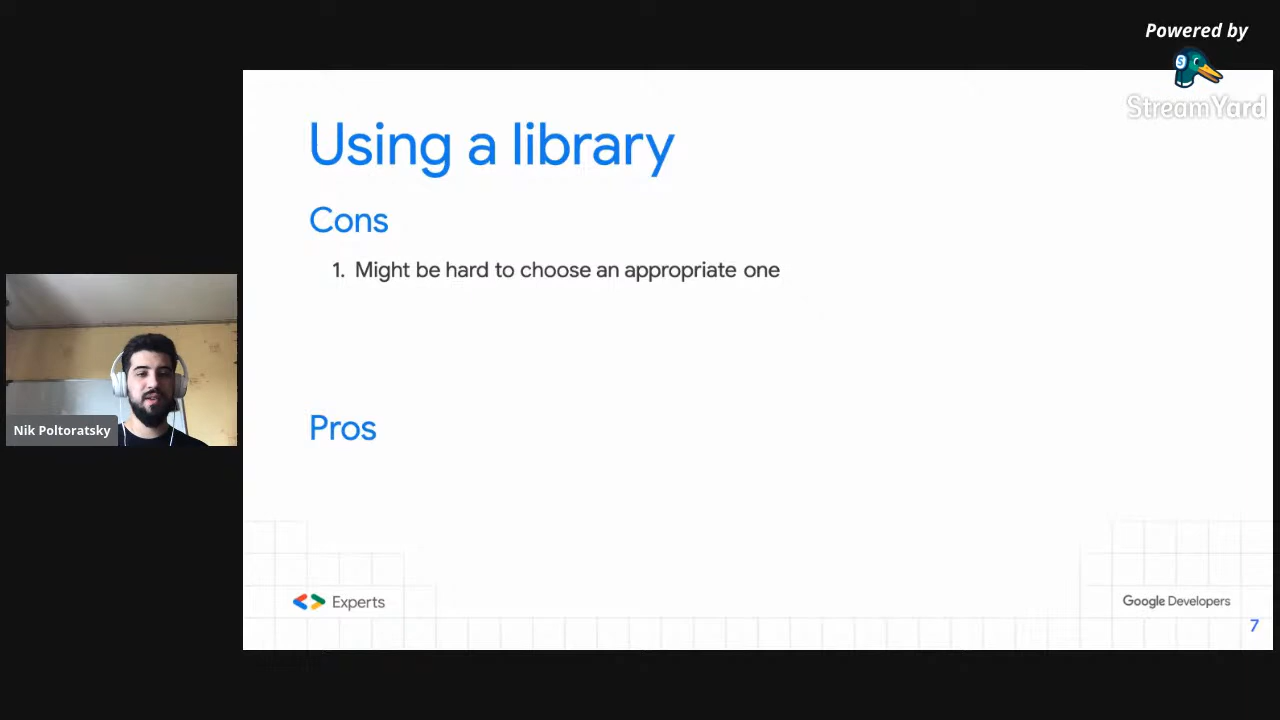 Powered by
StreamYard
Using a library
Cons
1. Might be hard to choose an appropriate one
Pros
Nik Poltoratsky
Experts
Google Developers
7